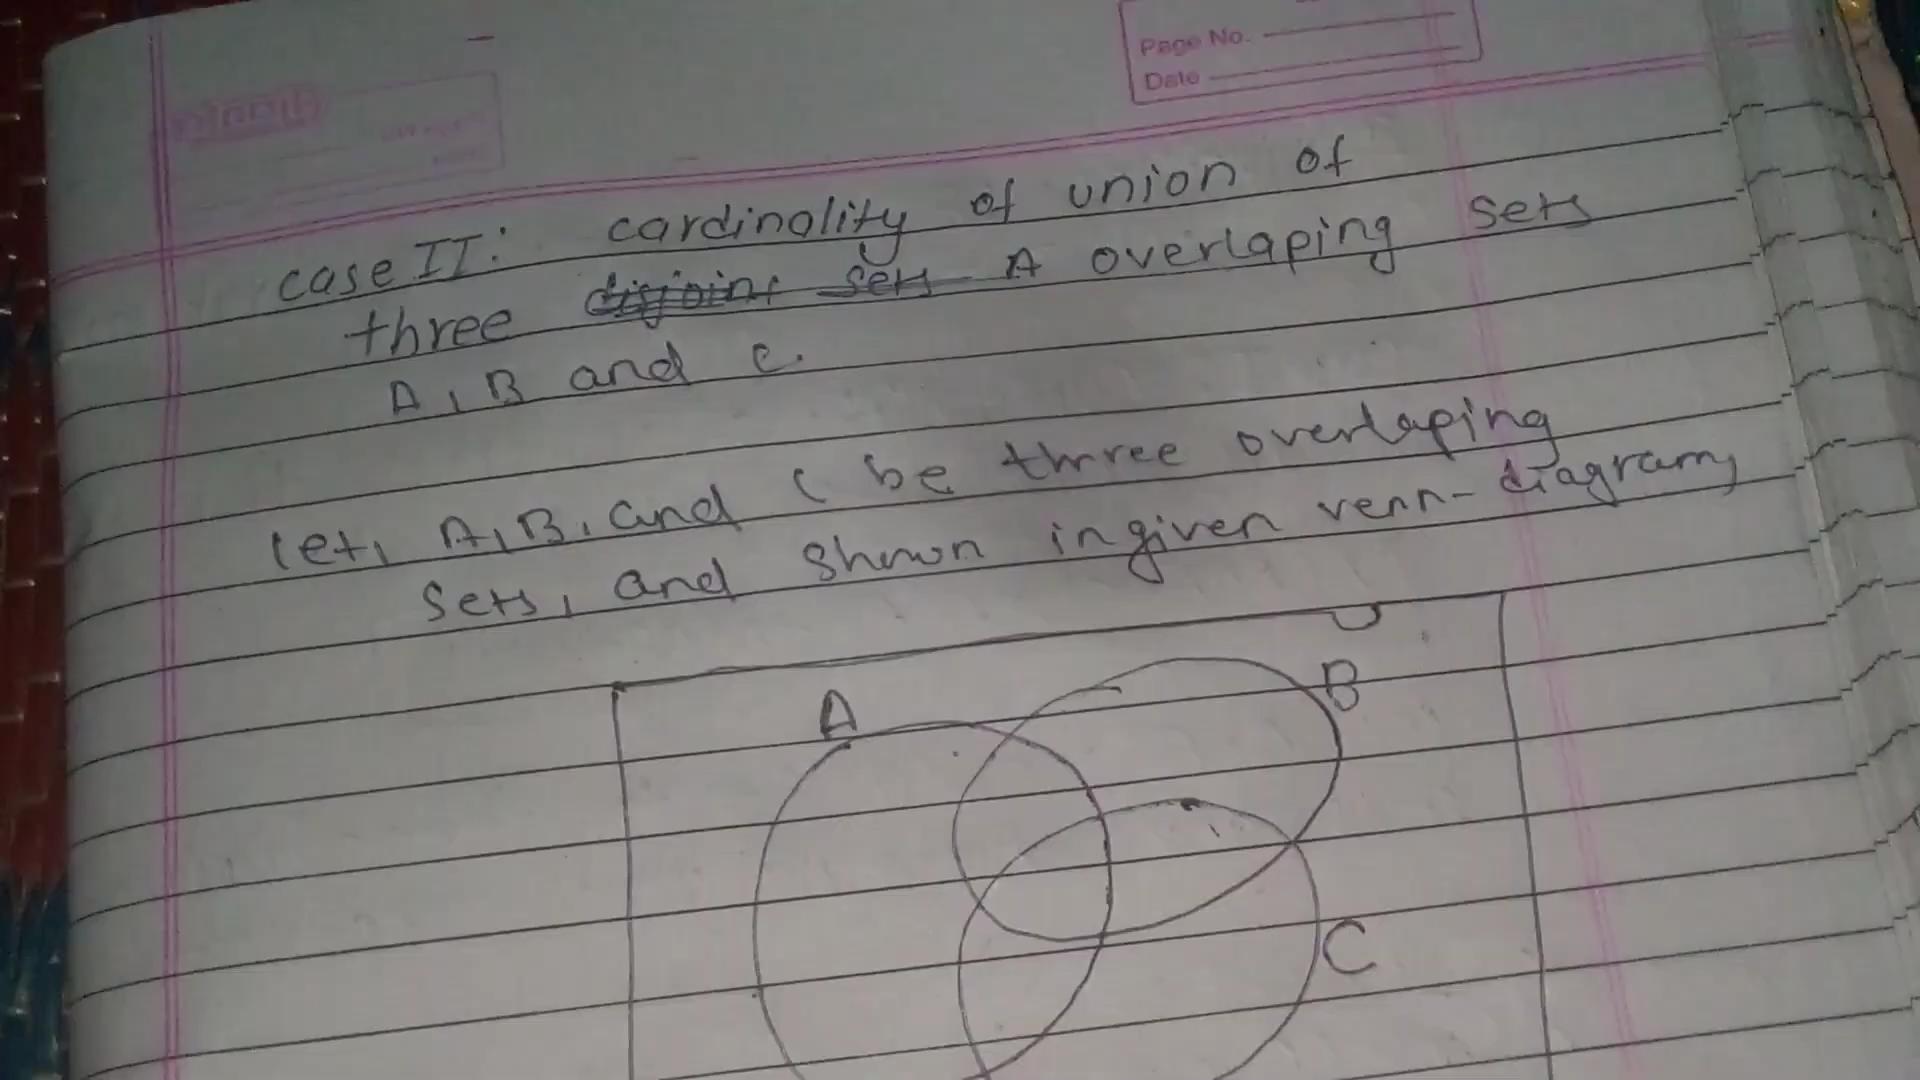 Page No.
Date
case II: cardinality of union of
three disjoint sets A overlaping sets
A, B and C.
let, A, B, and C be three overlaping
sets, and shown in given venn-diagram,
U
A
B
C